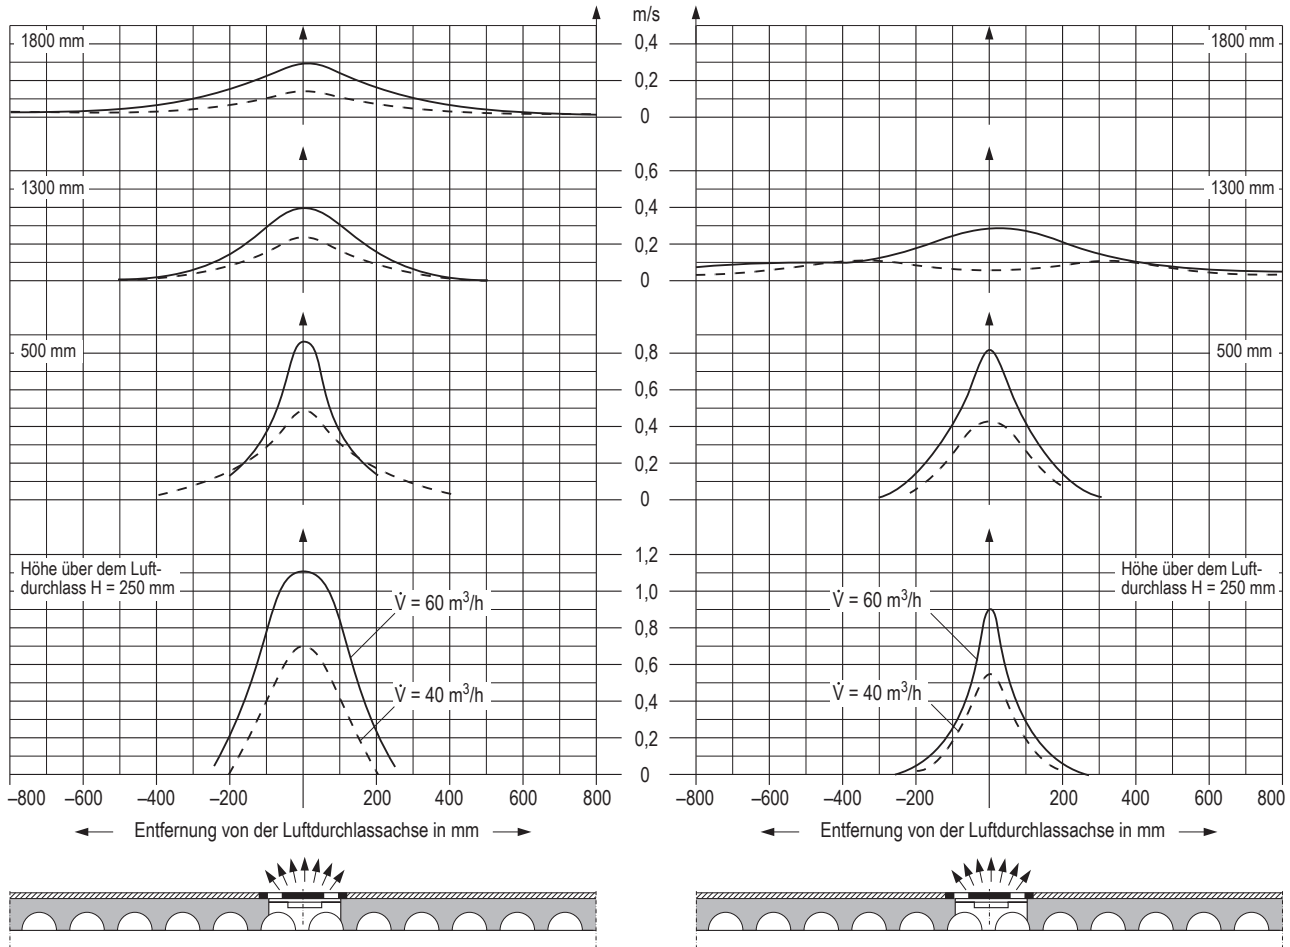 m/s
1800 mm
0,4
1800 mm
0,2
0
0,6
1300 mm
1300 mm
0,4
0,2
0
500 mm
0,8
500 mm
0,6
0,4
0,2
0
1,2
Höhe über dem Luft-
durchlass H = 250 mm
1,0
Höhe über dem Luft-
durchlass H = 250 mm
V̇ = 60 m³/h
V̇ = 60 m³/h
0,8
0,6
V̇ = 40 m³/h
V̇ = 40 m³/h
0,4
0,2
0
–800 –600 –400 –200 200 400 600 800
–800 –600 –400 –200 200 400 600 800
Entfernung von der Luftdurchlassachse in mm
Entfernung von der Luftdurchlassachse in mm